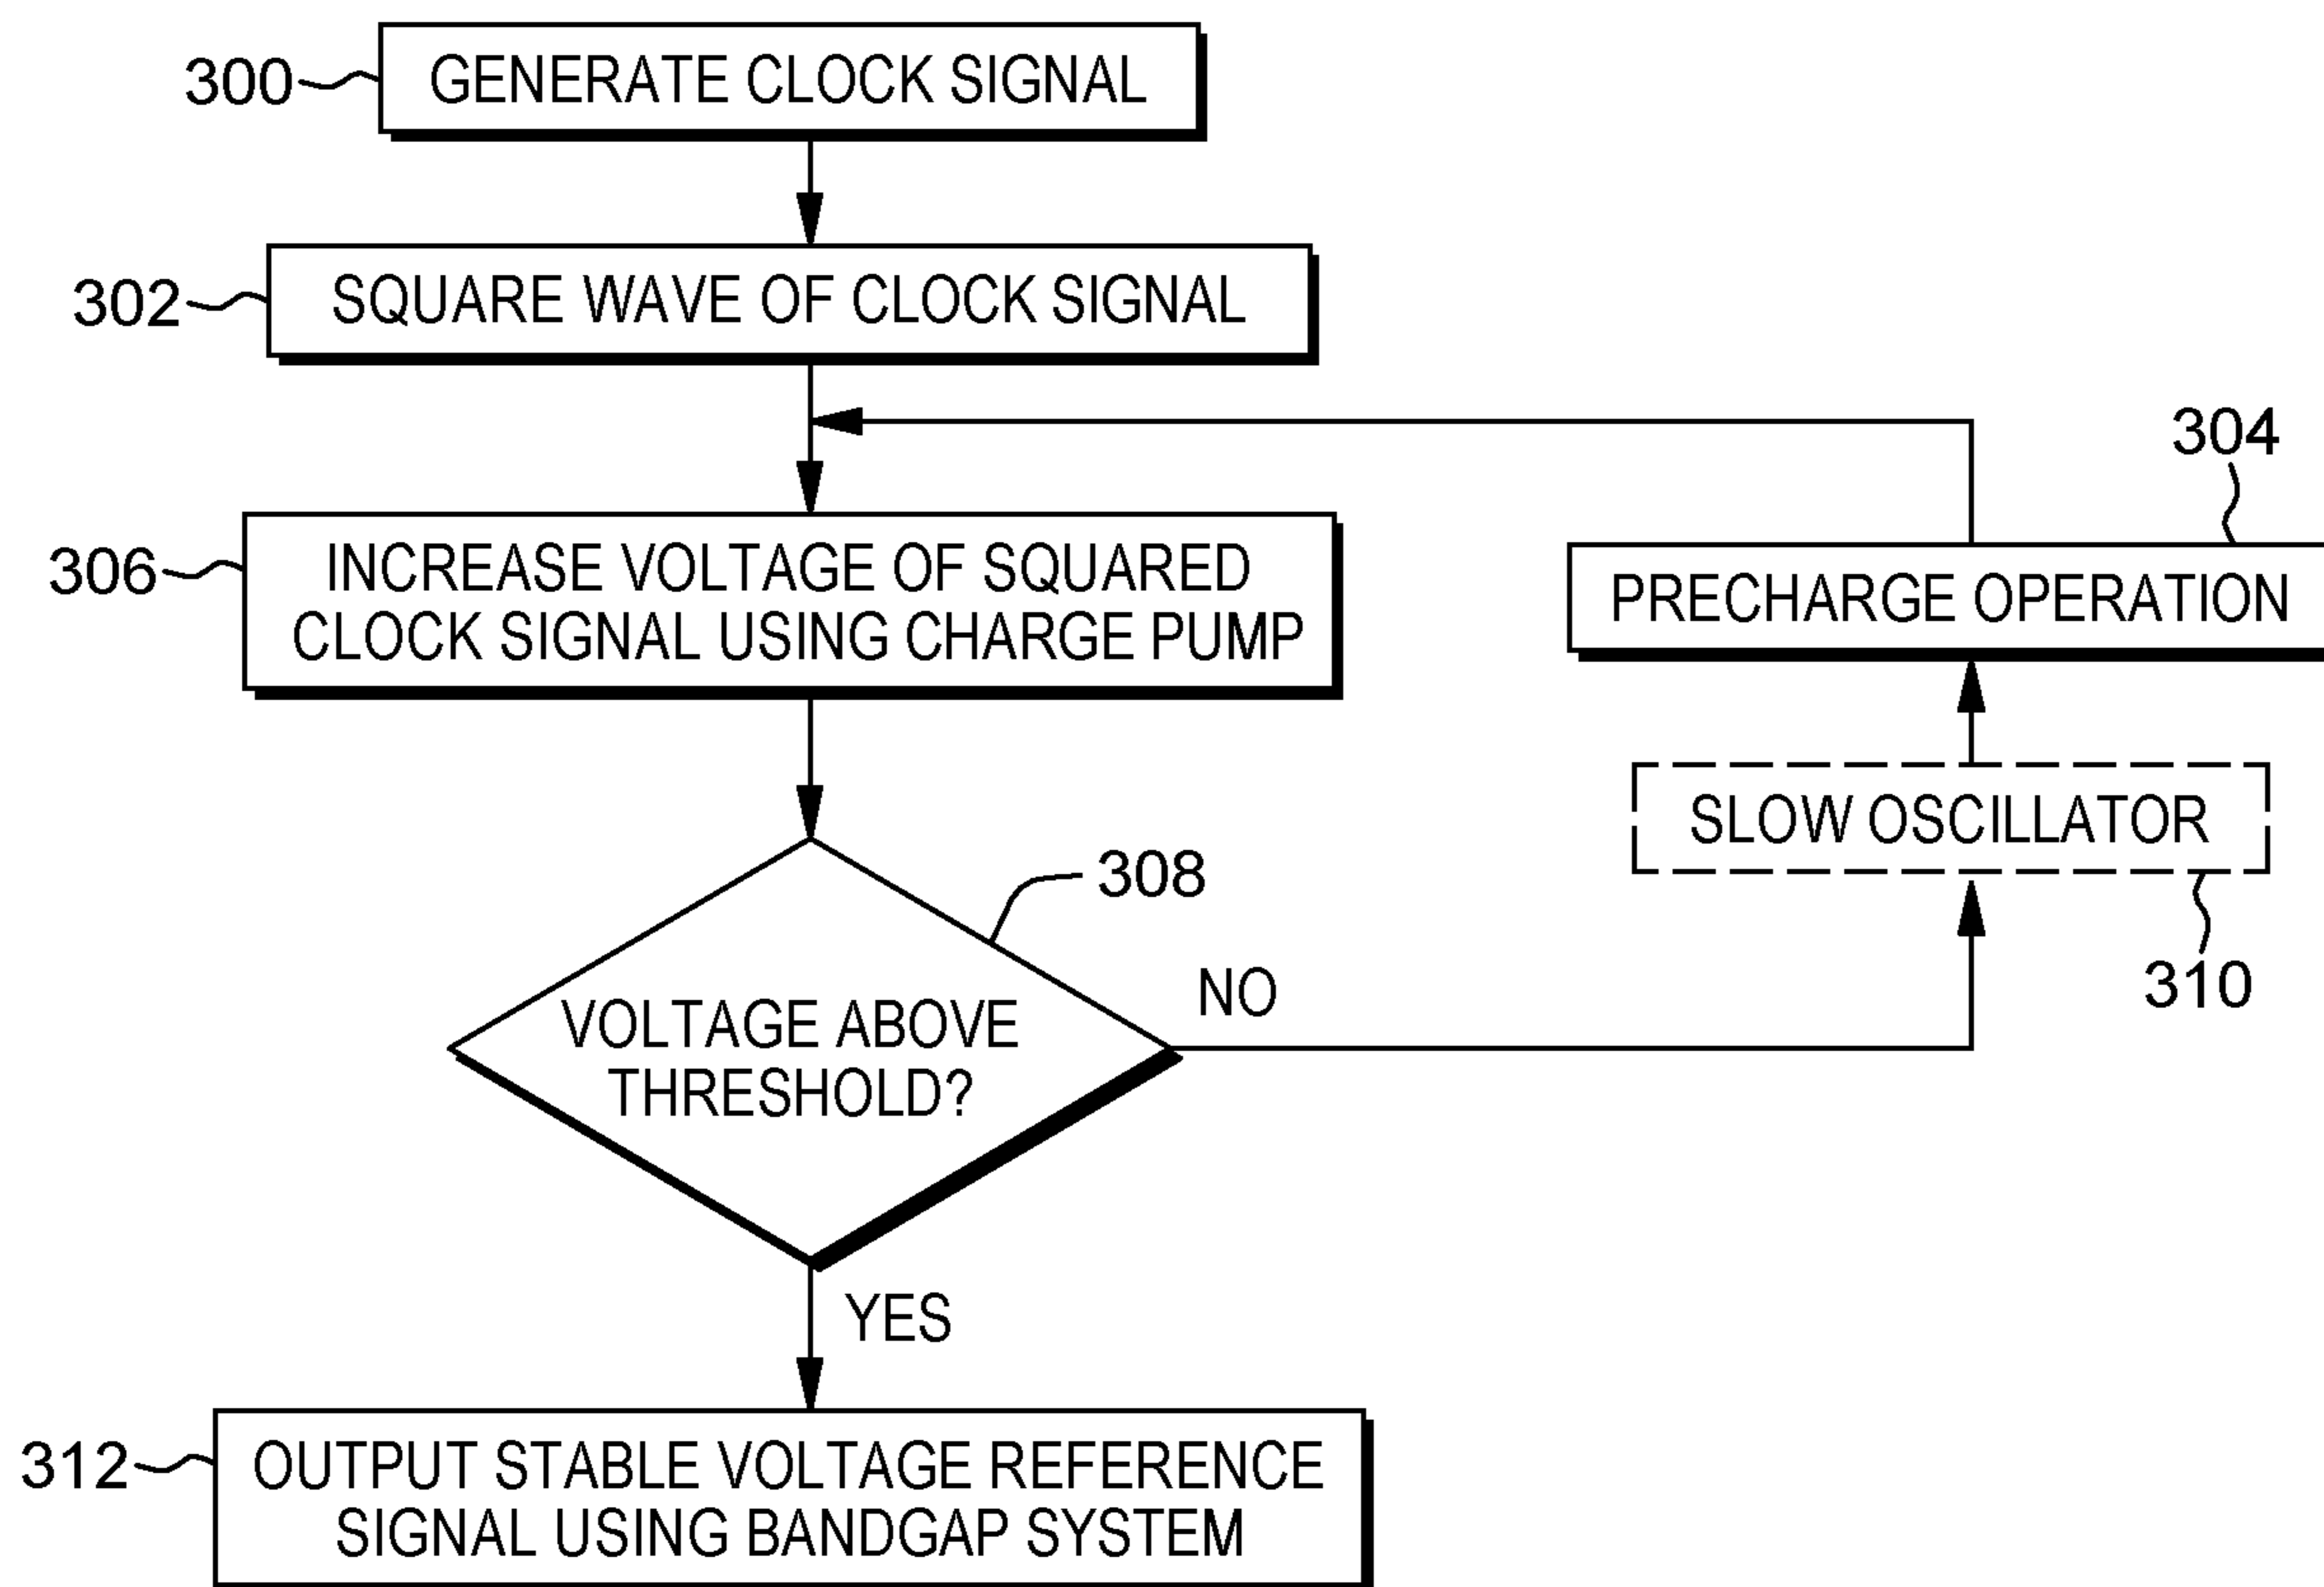 300
GENERATE CLOCK SIGNAL
302
SQUARE WAVE OF CLOCK SIGNAL
304
306
INCREASE VOLTAGE OF SQUARED
CLOCK SIGNAL USING CHARGE PUMP
PRECHARGE OPERATION
SLOW OSCILLATOR
310
308
VOLTAGE ABOVE
THRESHOLD?
NO
YES
312
OUTPUT STABLE VOLTAGE REFERENCE
SIGNAL USING BANDGAP SYSTEM